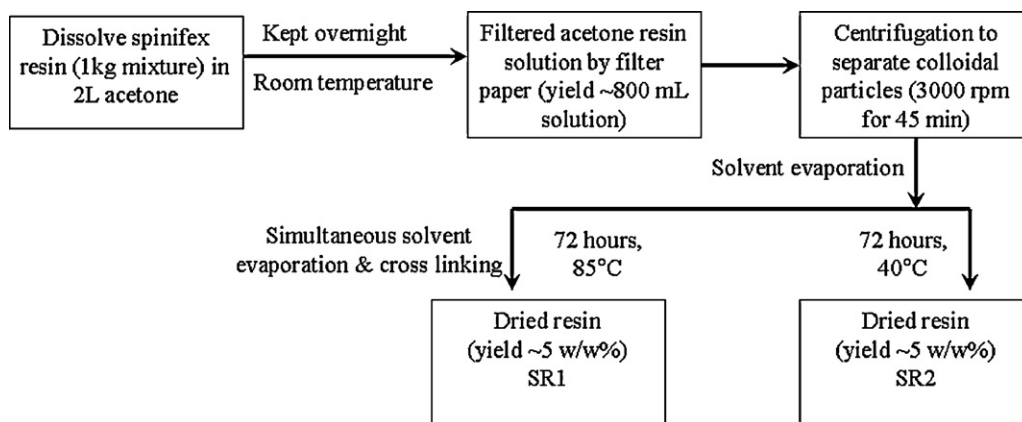 Dissolve spinifex
resin (1kg mixture) in
2L acetone
Kept overnight
Room temperature
Filtered acetone resin
solution by filter
paper (yield ~800 mL
solution)
Centrifugation to
separate colloidal
particles (3000 rpm
for 45 min)
Solvent evaporation
Simultaneous solvent
evaporation & cross linking
72 hours,
85°C
72 hours,
40°C
Dried resin
(yield ~5 w/w%)
SR1
Dried resin
(yield ~5 w/w%)
SR2